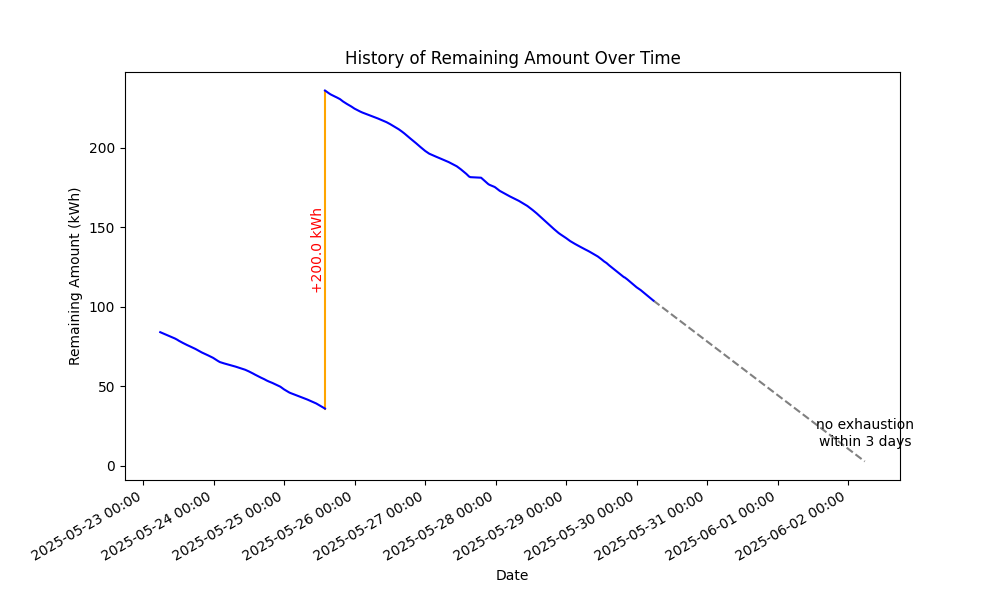 History of Remaining Amount Over Time
Remaining Amount (kWh)
200
150
100
50
0
+200.0 kWh
no exhaustion
within 3 days
2025-05-23 00:00
2025-05-24 00:00
2025-05-25 00:00
2025-05-26 00:00
2025-05-27 00:00
2025-05-28 00:00
2025-05-29 00:00
2025-05-30 00:00
2025-05-31 00:00
2025-06-01 00:00
2025-06-02 00:00
Date